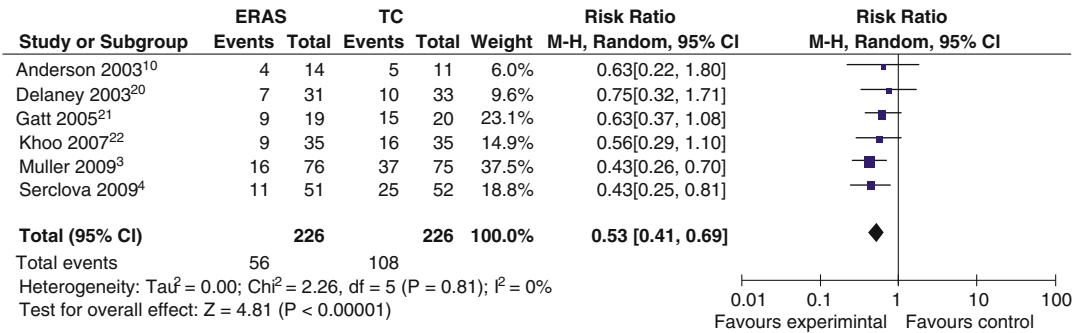 ERAS TC Risk Ratio Risk Ratio
Study or Subgroup Events Total Events Total Weight M-H, Random, 95% CI M-H, Random, 95% CI
Anderson 2003¹⁰ 4 14 5 11 6.0% 0.63[0.22, 1.80]
Delaney 2003²⁰ 7 31 10 33 9.6% 0.75[0.32, 1.71]
Gatt 2005²¹ 9 19 15 20 23.1% 0.63[0.37, 1.08]
Khoo 2007²² 9 35 16 35 14.9% 0.56[0.29, 1.10]
Muller 2009³ 16 76 37 75 37.5% 0.43[0.26, 0.70]
Serclova 2009⁴ 11 51 25 52 18.8% 0.43[0.25, 0.81]
Total (95% CI) 226 226 100.0% 0.53 [0.41, 0.69]
Total events 56 108
Heterogeneity: Tau² = 0.00; Chi² = 2.26, df = 5 (P = 0.81); I² = 0%
Test for overall effect: Z = 4.81 (P < 0.00001)
0.01 0.1 1 10 100
Favours experimintal Favours control